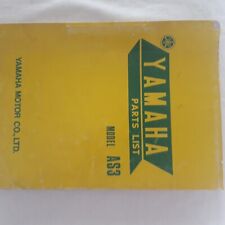 YAMAHA
PARTS LIST
MODEL AS3
YAMAHA MOTOR CO., LTD.